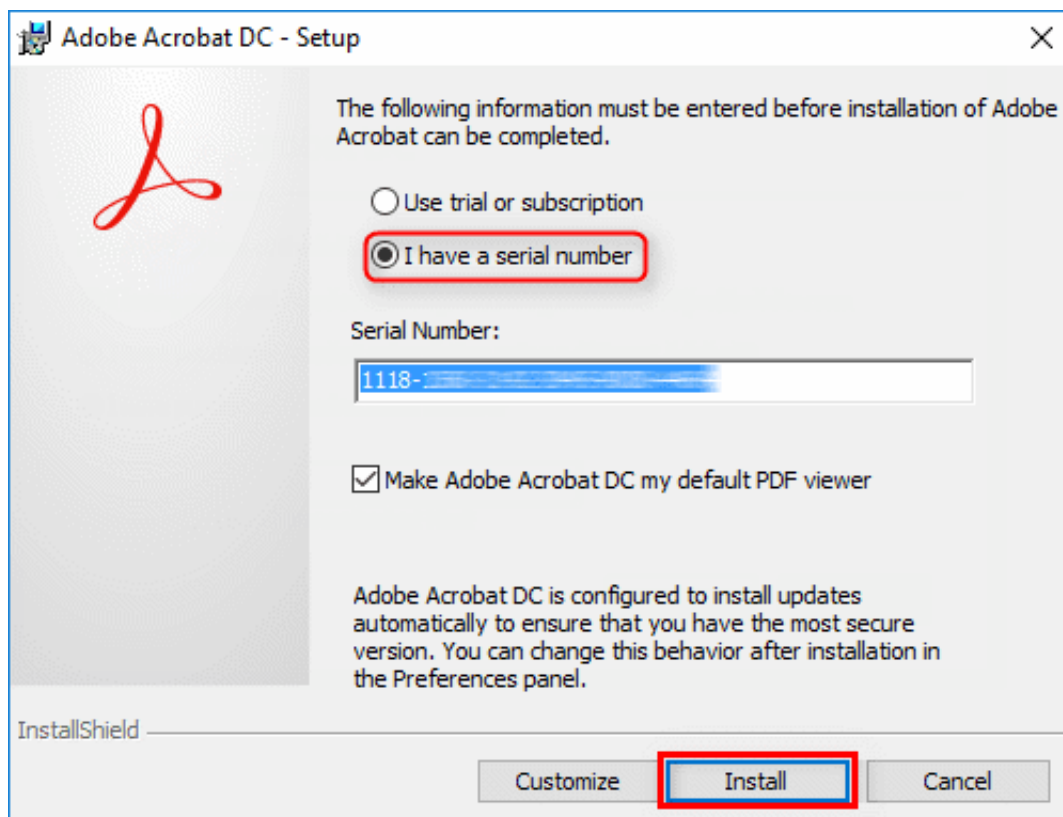 Adobe Acrobat DC - Setup
The following information must be entered before installation of Adobe
Acrobat can be completed.
Use trial or subscription
I have a serial number
Serial Number:
1118-
Make Adobe Acrobat DC my default PDF viewer
Adobe Acrobat DC is configured to install updates
automatically to ensure that you have the most secure
version. You can change this behavior after installation in
the Preferences panel.
InstallShield
Customize
Install
Cancel